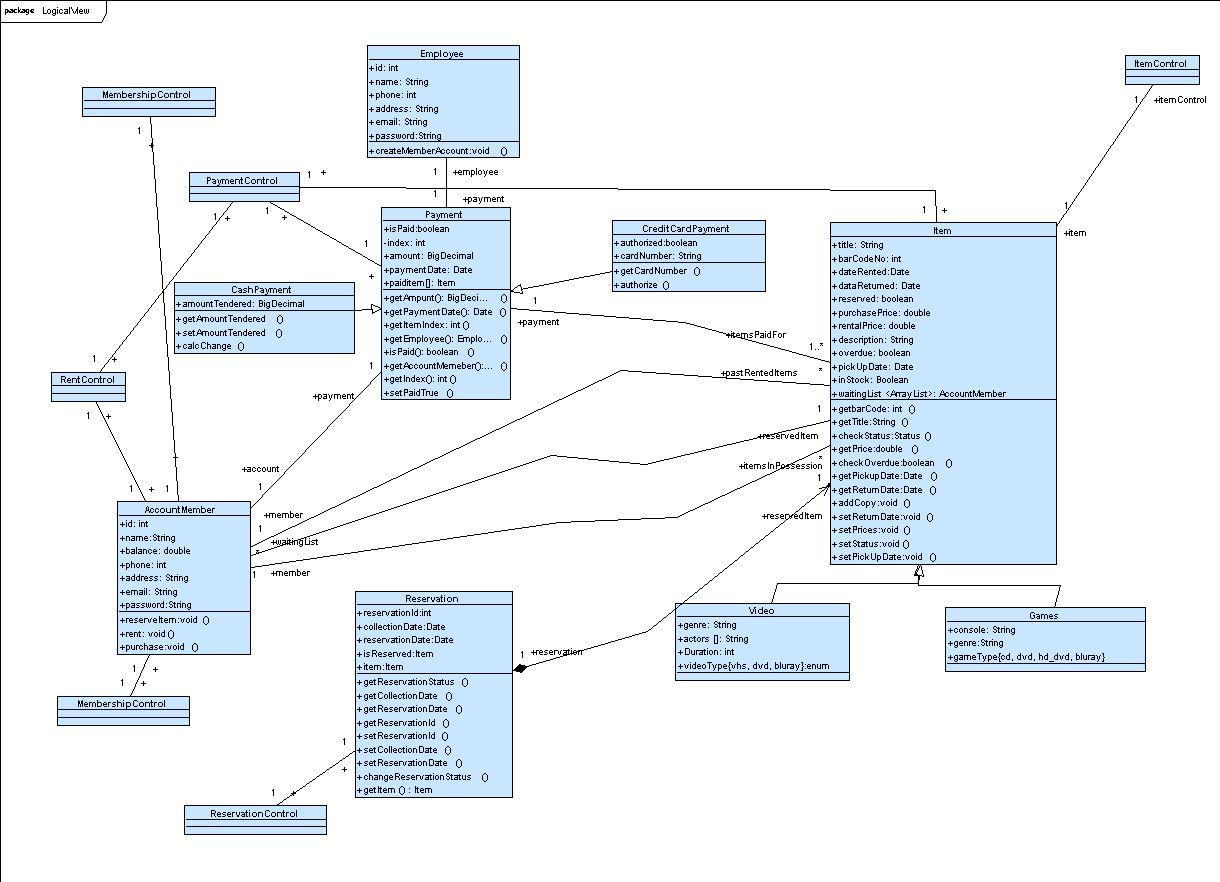 package LogicalView
Employee
+id: int
+name: String
+phone: int
+address: String
+email: String
+password:String
+createMemberAccount:void ()
ItemControl
1 +itemControl
MembershipControl
1
+
PaymentControl
1 +
1 +employee
1
+payment
1 +
1 +
1 +
1
+item
Payment
+isPaid:boolean
-index: int
+amount: BigDecimal
+paymentDate: Date
+paiditem[]: Item
+getAmpunt(): BigDeci... ()
+getPaymentDate(): Date ()
+getItemIndex: int ()
+getEmployee(): Emplo... ()
+isPaid(): boolean ()
+getAccountMemeber():... ()
+getIndex(): int ()
+setPaidTrue ()
1
+
CreditCardPayment
+authorized:boolean
+cardNumber: String
+getCardNumber ()
+authorize ()
Item
+title: String
+barCodeNo: int
+dateRented:Date
+dataReturned: Date
+reserved: boolean
+purchasePrice: double
+rentalPrice: double
+description: String
+overdue: boolean
+pickUpDate: Date
+inStock: Boolean
+waitingList <ArrayList>: AccountMember
+getbarCode: int ()
+getTitle:String ()
+checkStatus:Status ()
+getPrice:double ()
+checkOverdue:boolean ()
+getPickupDate:Date ()
+getReturnDate:Date ()
+addCopy:void ()
+setReturnDate:void ()
+setPrices:void ()
+setStatus:void ()
+setPickUpDate:void ()
CashPayment
+amountTendered: BigDecimal
+getAmountTendered ()
+setAmountTendered ()
+calcChange ()
1
+payment
+itemsPaidFor
1..*
*
+pastRentedItems
1 +
RentControl
1 +
1
+payment
1
+reservedItem
*
+itemsInPossession
1
+reservedItem
+account
1
1 + 1
+
AccountMember
+id: int
+name:String
+balance: double
+phone: int
+address: String
+email: String
+password:String
+reserveItem:void ()
+rent: void ()
+purchase:void ()
+member
1
+waitingList
*
1 +member
1 +
1 +
MembershipControl
Reservation
+reservationId:int
+collectionDate:Date
+reservationDate:Date
+isReserved:Item
+item:Item
+getReservationStatus ()
+getCollectionDate ()
+getReservationDate ()
+getReservationId ()
+setReservationId ()
+setCollectionDate ()
+setReservationDate ()
+changeReservationStatus ()
+getItem () : Item
1 +reservation
Video
+genre: String
+actors []: String
+Duration: int
+videoType{vhs, dvd, bluray}:enum
Games
+console: String
+genre:String
+gameType{cd, dvd, hd_dvd, bluray}
1
+
1 +
ReservationControl